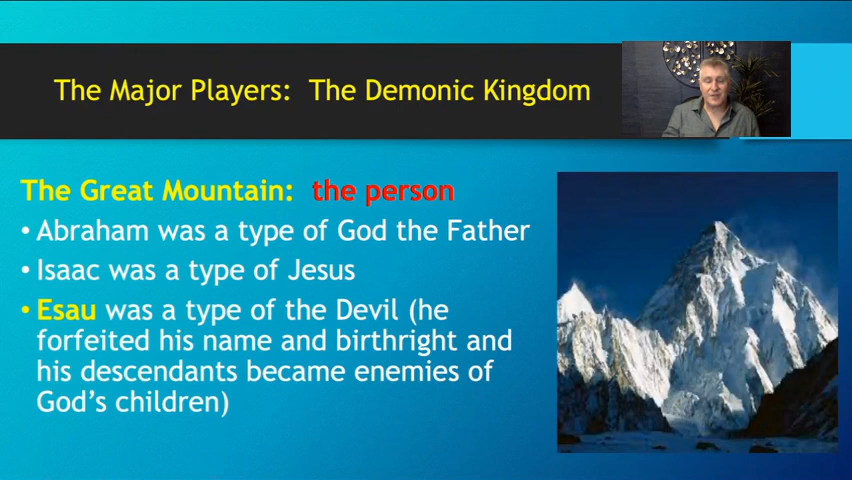 The Major Players:  The Demonic Kingdom
The Great Mountain:  the person
• Abraham was a type of God the Father
• Isaac was a type of Jesus
• Esau was a type of the Devil (he
forfeited his name and birthright and
his descendants became enemies of
God's children)